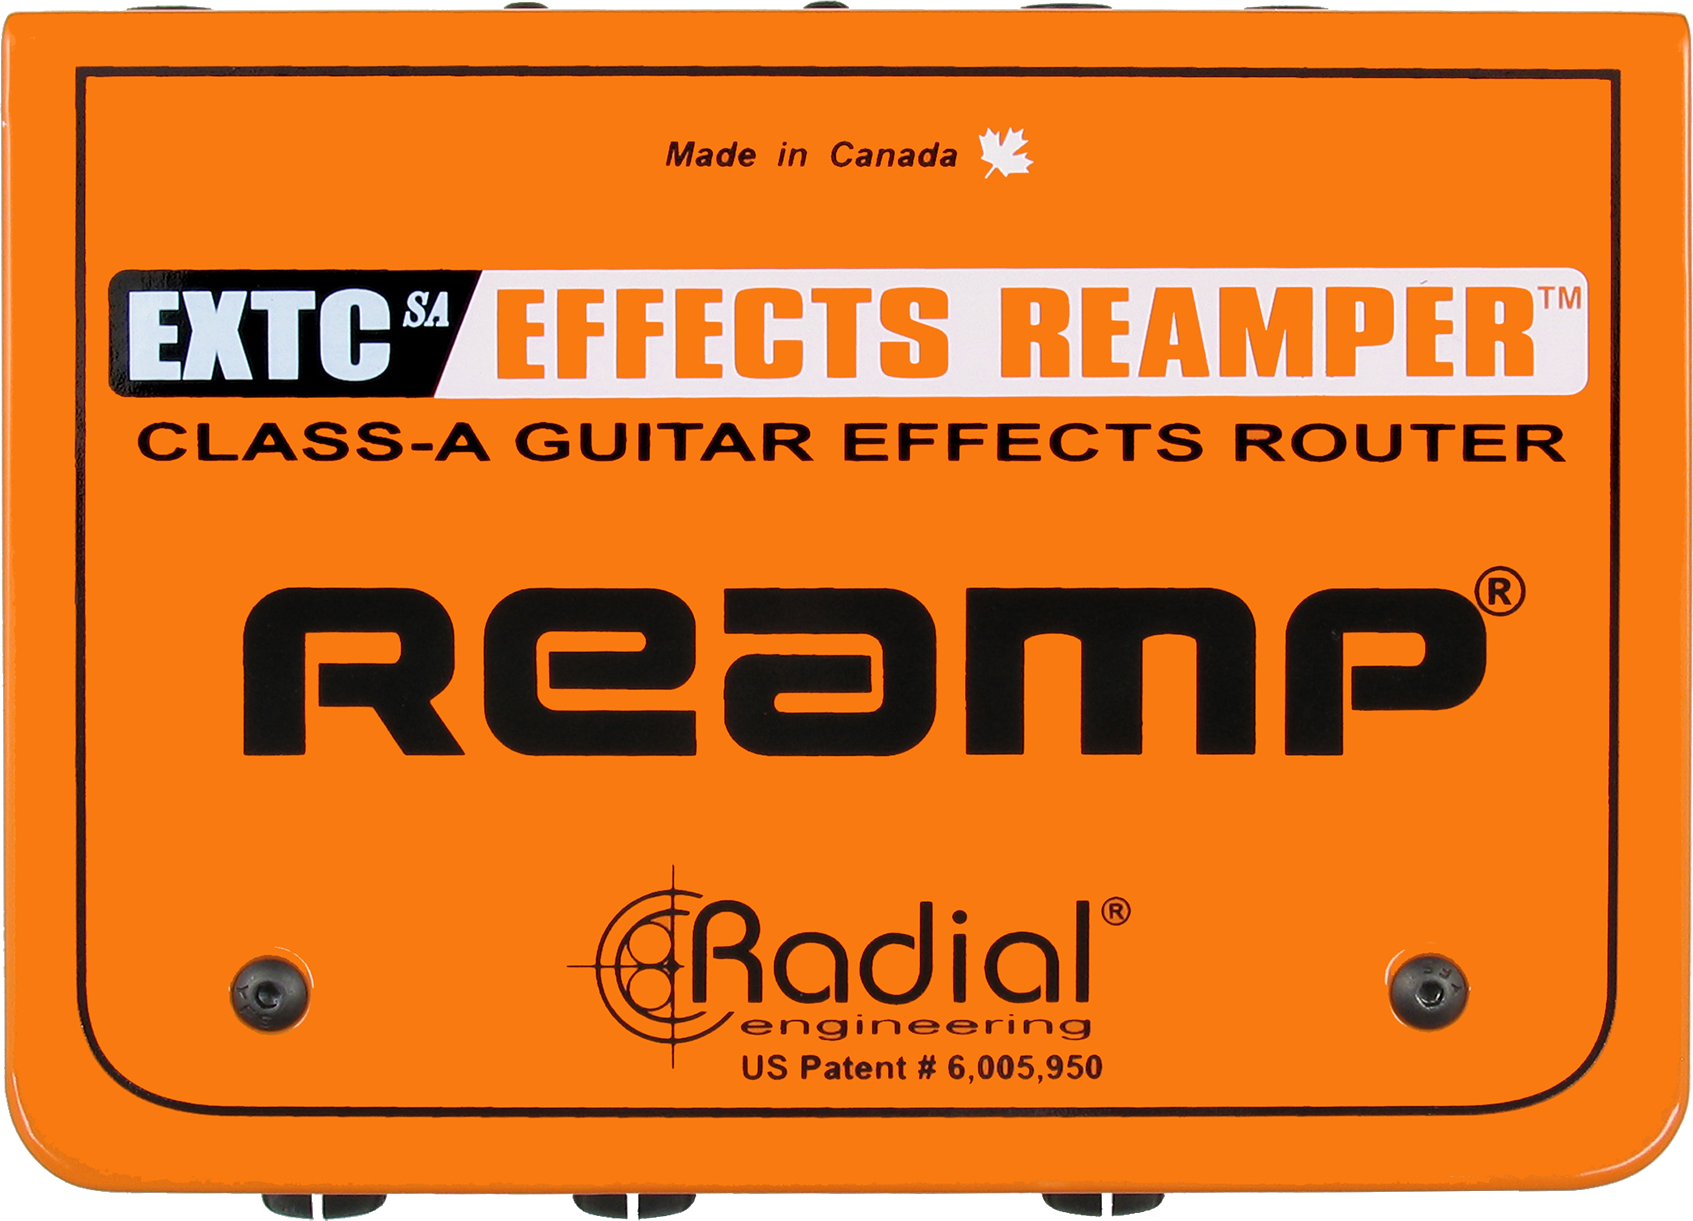 Made in Canada
EXTC SA EFFECTS REAMPER™
CLASS-A GUITAR EFFECTS ROUTER
Reamp®
Radial®
engineering
US Patent # 6,005,950